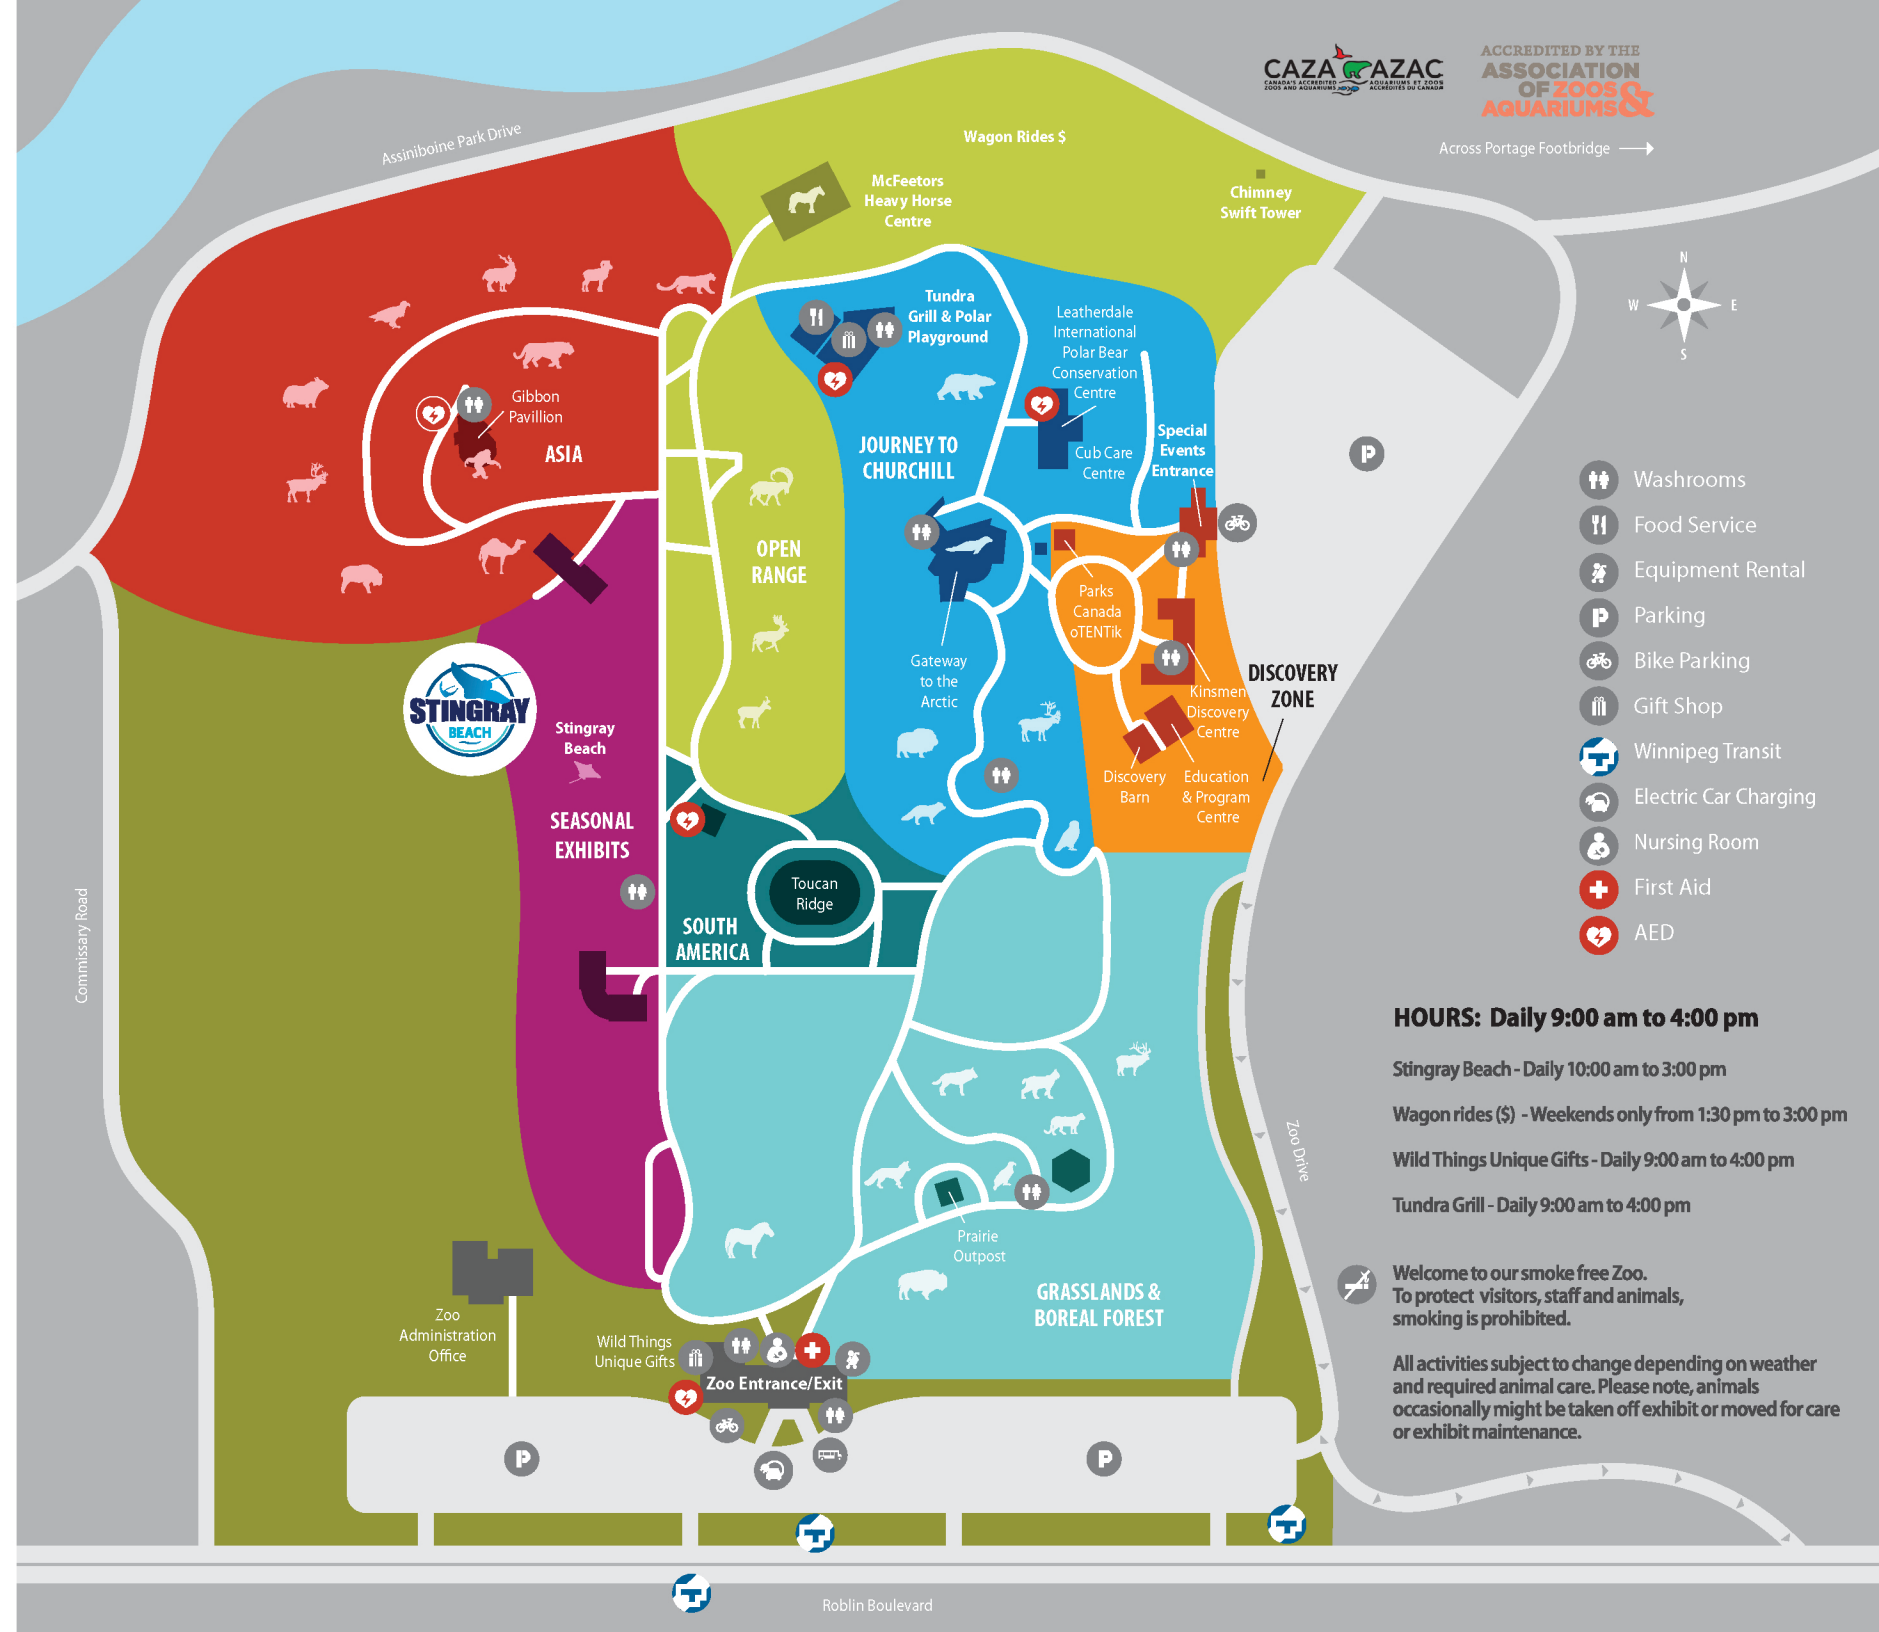 CAZA AZAC
CANADA'S ACCREDITED
ZOOS AND AQUARIUMS
AQUARIUMS ET ZOOS
ACCRÉDITÉS DU CANADA
ACCREDITED BY THE
ASSOCIATION
OF ZOOS
AQUARIUMS&
Across Portage Footbridge
Assiniboine Park Drive
Wagon Rides $
McFeetors
Heavy Horse
Centre
Chimney
Swift Tower
N
W
E
S
Tundra
Grill & Polar
Playground
Leatherdale
International
Polar Bear
Conservation
Centre
Gibbon
Pavillion
ASIA
JOURNEY TO
CHURCHILL
Cub Care
Centre
Special
Events
Entrance
P
Washrooms
Food Service
Equipment Rental
P
Parking
Bike Parking
Gift Shop
Winnipeg Transit
Electric Car Charging
Nursing Room
First Aid
AED
OPEN
RANGE
Parks
Canada
oTENTik
Gateway
to the
Arctic
DISCOVERY
ZONE
Kinsmen
Discovery
Centre
STINGRAY
BEACH
Stingray
Beach
Discovery
Barn
Education
& Program
Centre
SEASONAL
EXHIBITS
Toucan
Ridge
SOUTH
AMERICA
Commissary Road
HOURS: Daily 9:00 am to 4:00 pm
Stingray Beach - Daily 10:00 am to 3:00 pm
Wagon rides ($) - Weekends only from 1:30 pm to 3:00 pm
Wild Things Unique Gifts - Daily 9:00 am to 4:00 pm
Tundra Grill - Daily 9:00 am to 4:00 pm
Zoo Drive
Prairie
Outpost
GRASSLANDS &
BOREAL FOREST
Welcome to our smoke free Zoo.
To protect visitors, staff and animals,
smoking is prohibited.
All activities subject to change depending on weather
and required animal care. Please note, animals
occasionally might be taken off exhibit or moved for care
or exhibit maintenance.
Zoo
Administration
Office
Wild Things
Unique Gifts
Zoo Entrance/Exit
P
P
Roblin Boulevard